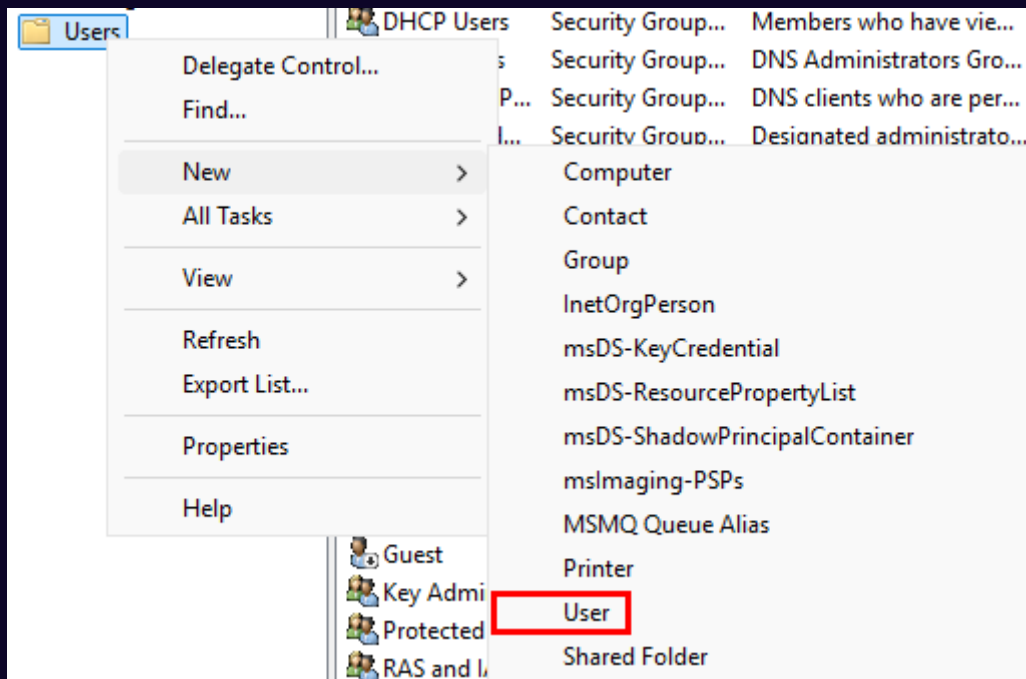 Users
DHCP Users Security Group... Members who have vie...
s Security Group... DNS Administrators Gro...
P... Security Group... DNS clients who are per...
l... Security Group... Designated administrato...
Delegate Control...
Find...
New
All Tasks
View
Refresh
Export List...
Properties
Help
Computer
Contact
Group
InetOrgPerson
msDS-KeyCredential
msDS-ResourcePropertyList
msDS-ShadowPrincipalContainer
msImaging-PSPs
MSMQ Queue Alias
Printer
User
Shared Folder
Guest
Key Admi
Protected
RAS and I